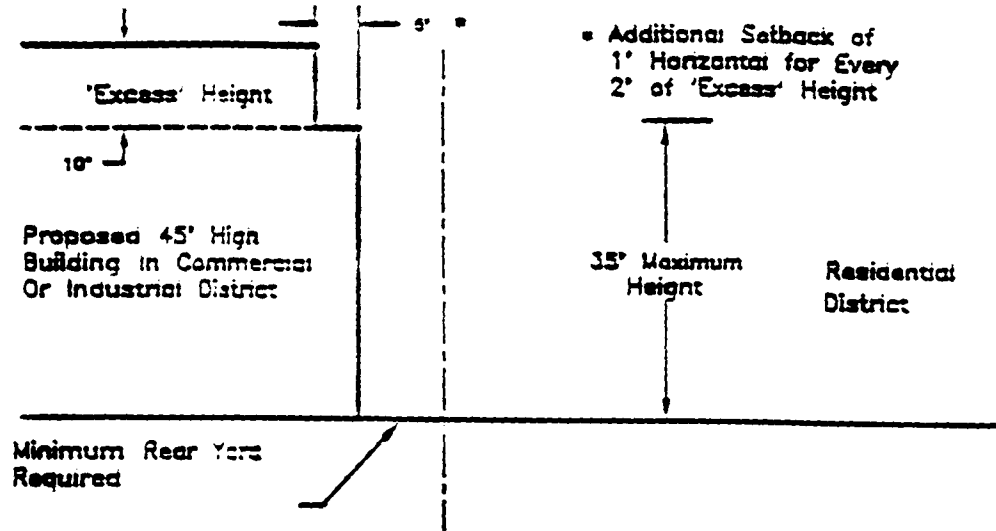 5' *
* Additional Setback of
1' Horizontal for Every
2' of 'Excess' Height
'Excess' Height
10'
Proposed 45' High
Building in Commercial
Or Industrial District
35' Maximum
Height
Residential
District
Minimum Rear Yard
Required